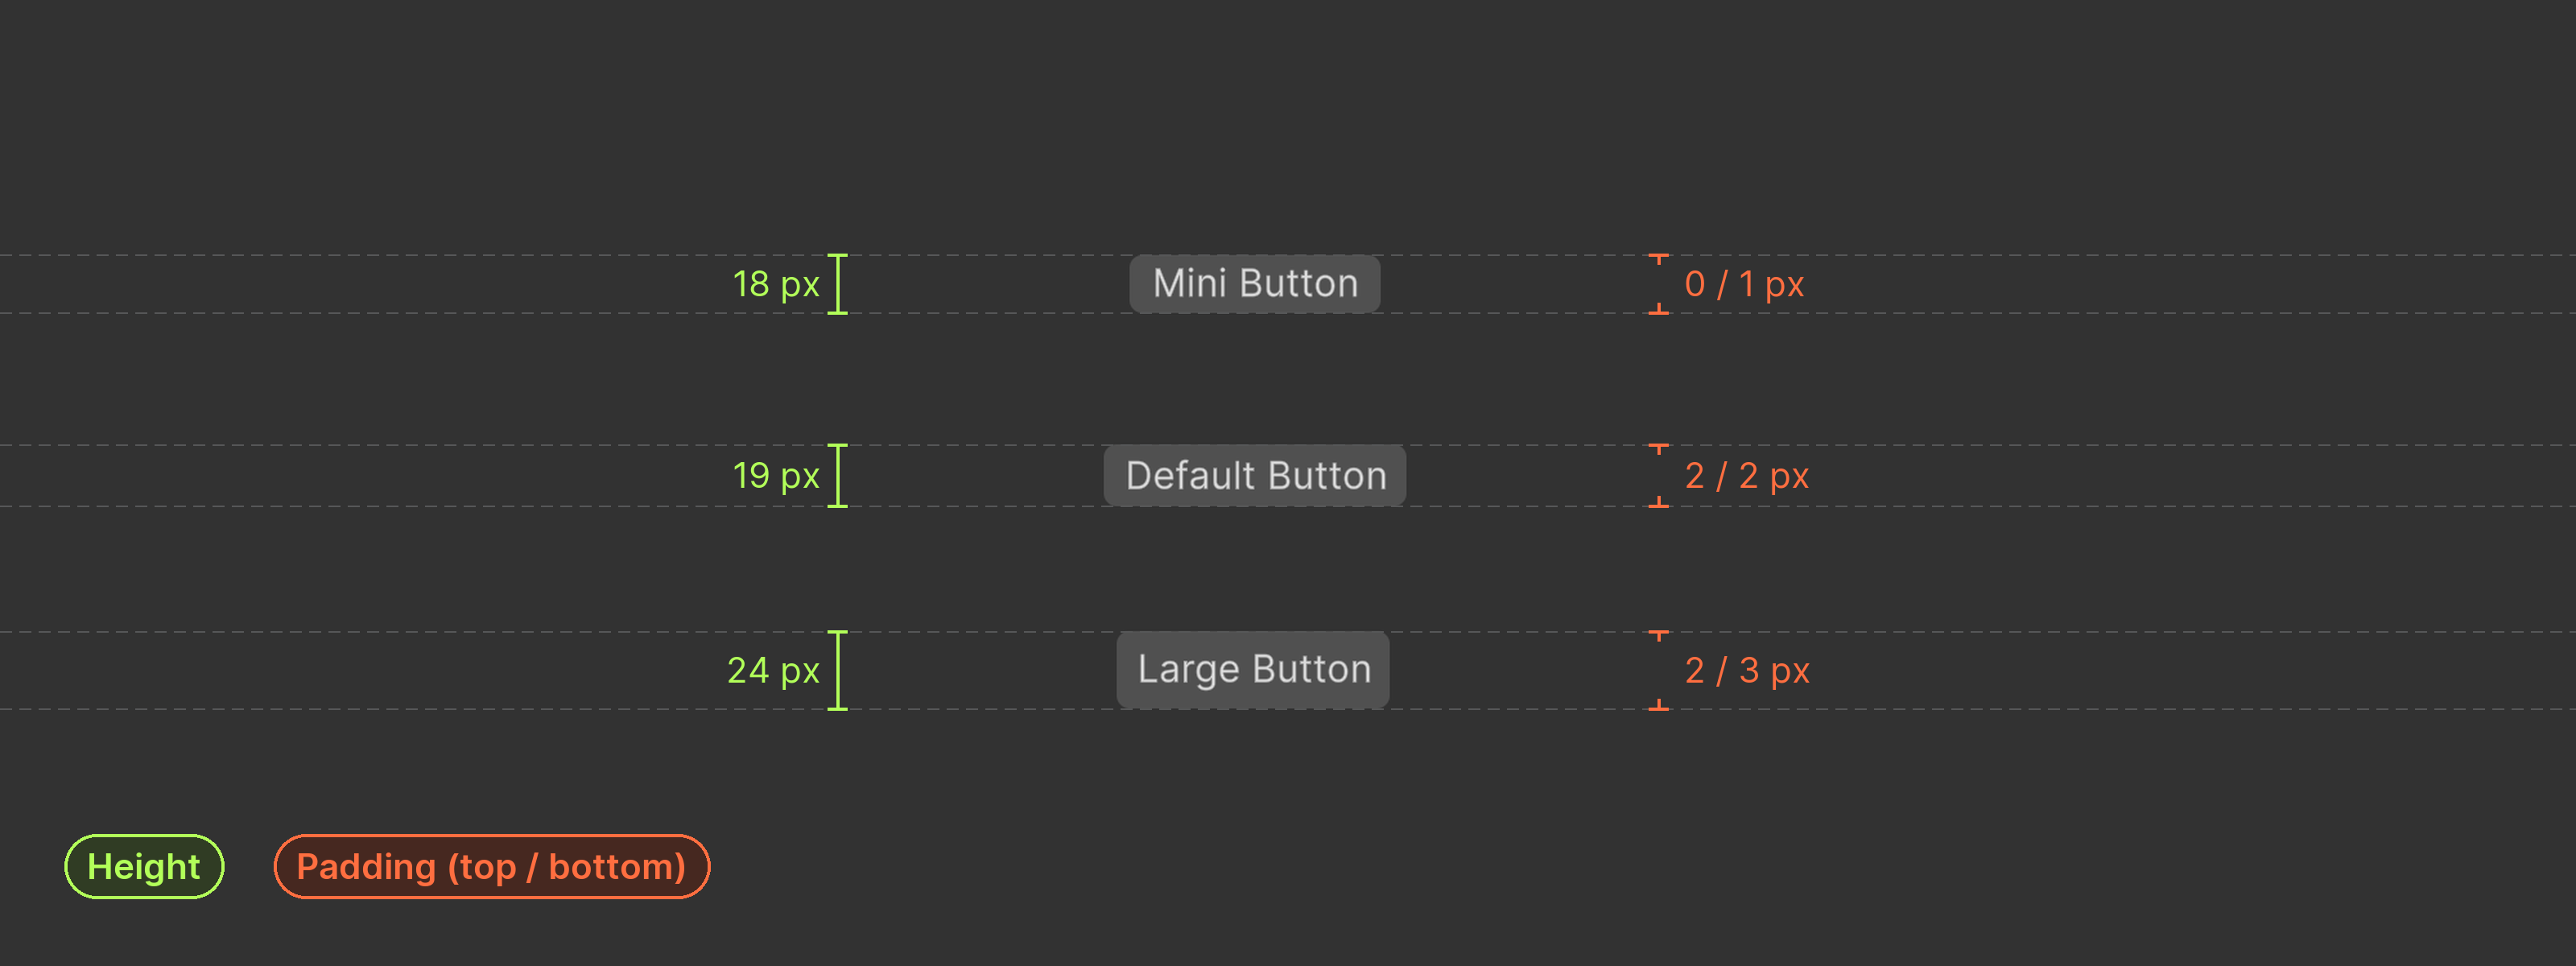 18 px Mini Button 0 / 1 px
19 px Default Button 2 / 2 px
24 px Large Button 2 / 3 px
Height Padding (top / bottom)